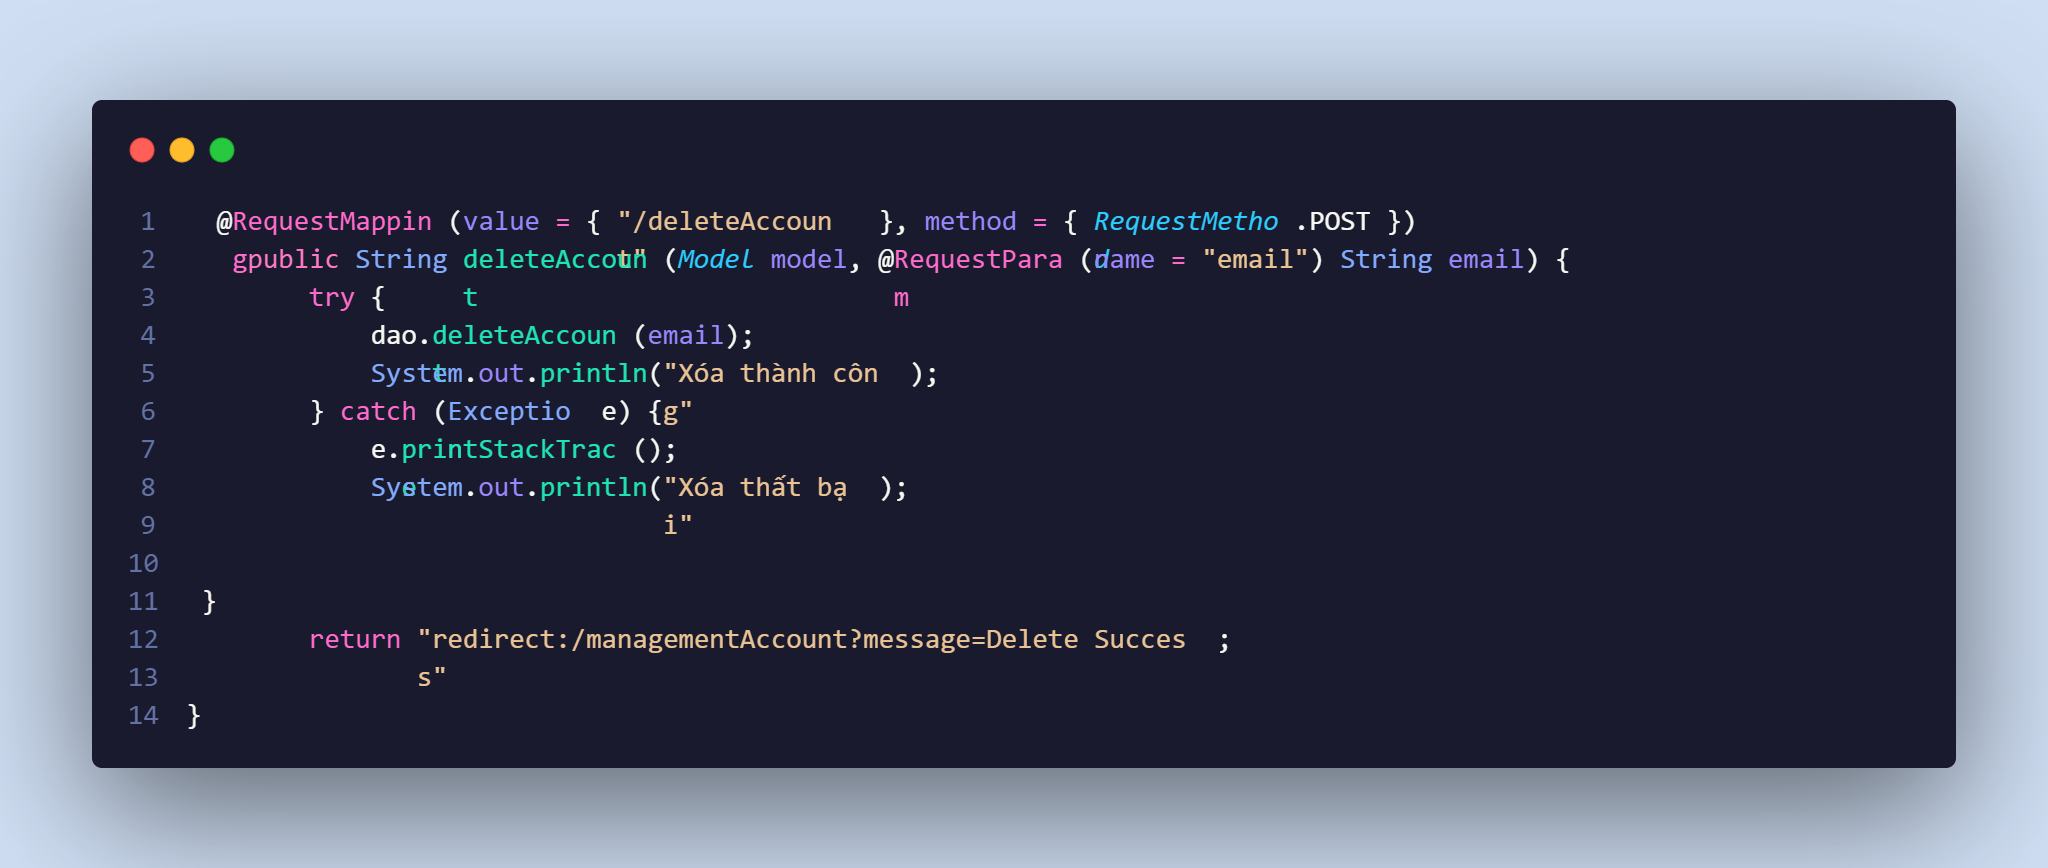 1 @RequestMappin (value = { "/deleteAccoun }, method = { RequestMetho .POST })
2 gpublic String deleteAccoun t" (Model model, @RequestPara (name = "email") String email) {
3 try { t m
4 dao.deleteAccoun (email);
5 System.out.println("Xóa thành côn );
6 } catch (Exceptio e) {g"
7 e.printStackTrac ();
8 System.out.println("Xóa thất bạ );
9 i"
10
11 }
12 return "redirect:/managementAccount?message=Delete Succes ;
13 s"
14 }